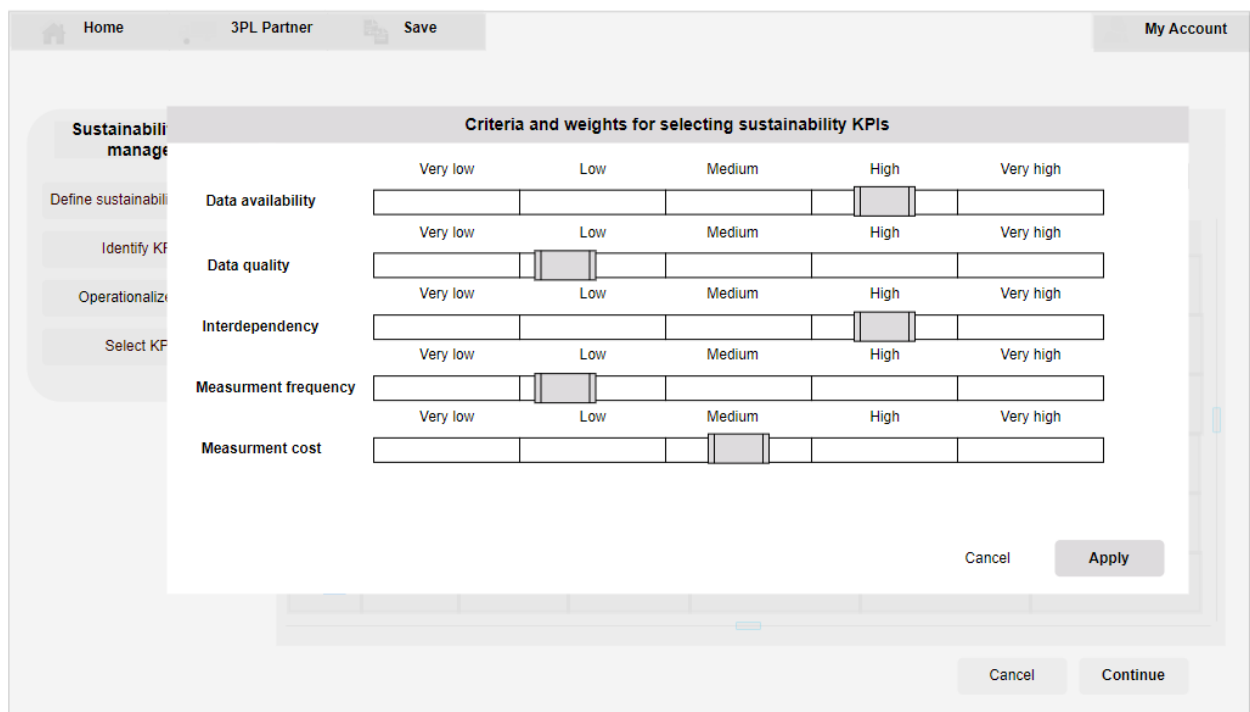 Home 3PL Partner Save My Account
Criteria and weights for selecting sustainability KPIs
Sustainabili
manage
Define sustainabili
Identify KP
Operationalize
Select KP
Very low Low Medium High Very high
Data availability
Very low Low Medium High Very high
Data quality
Very low Low Medium High Very high
Interdependency
Very low Low Medium High Very high
Measurment frequency
Very low Low Medium High Very high
Measurment cost
Cancel Apply
Cancel Continue